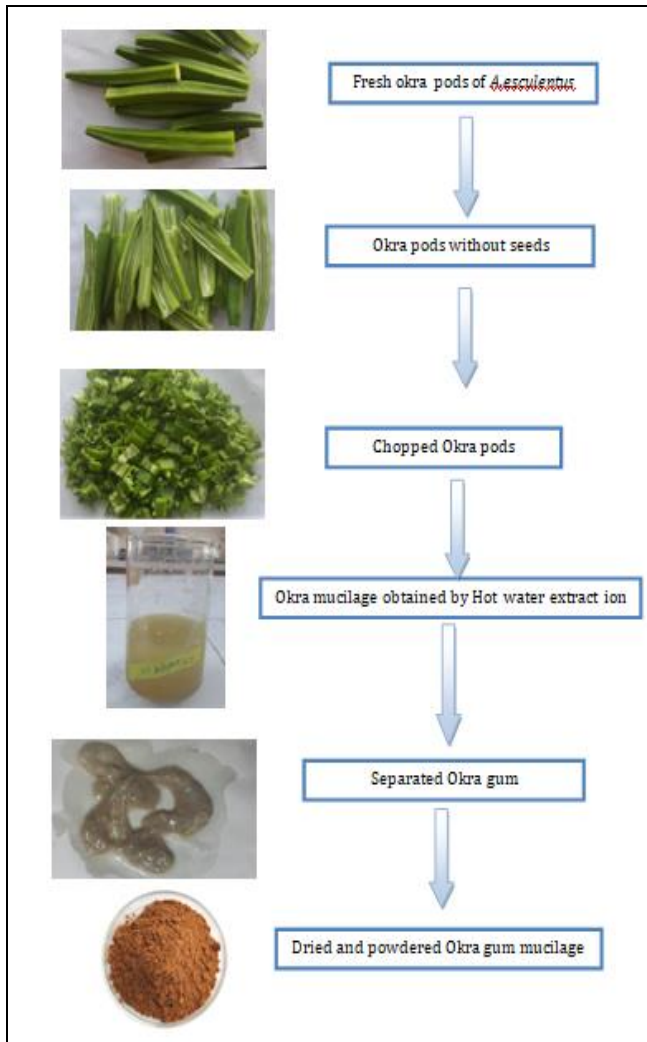 Fresh okra pods of A.esculentus
Okra pods without seeds
Chopped Okra pods
Okra mucilage obtained by Hot water extract ion
Separated Okra gum
Dried and powdered Okra gum mucilage